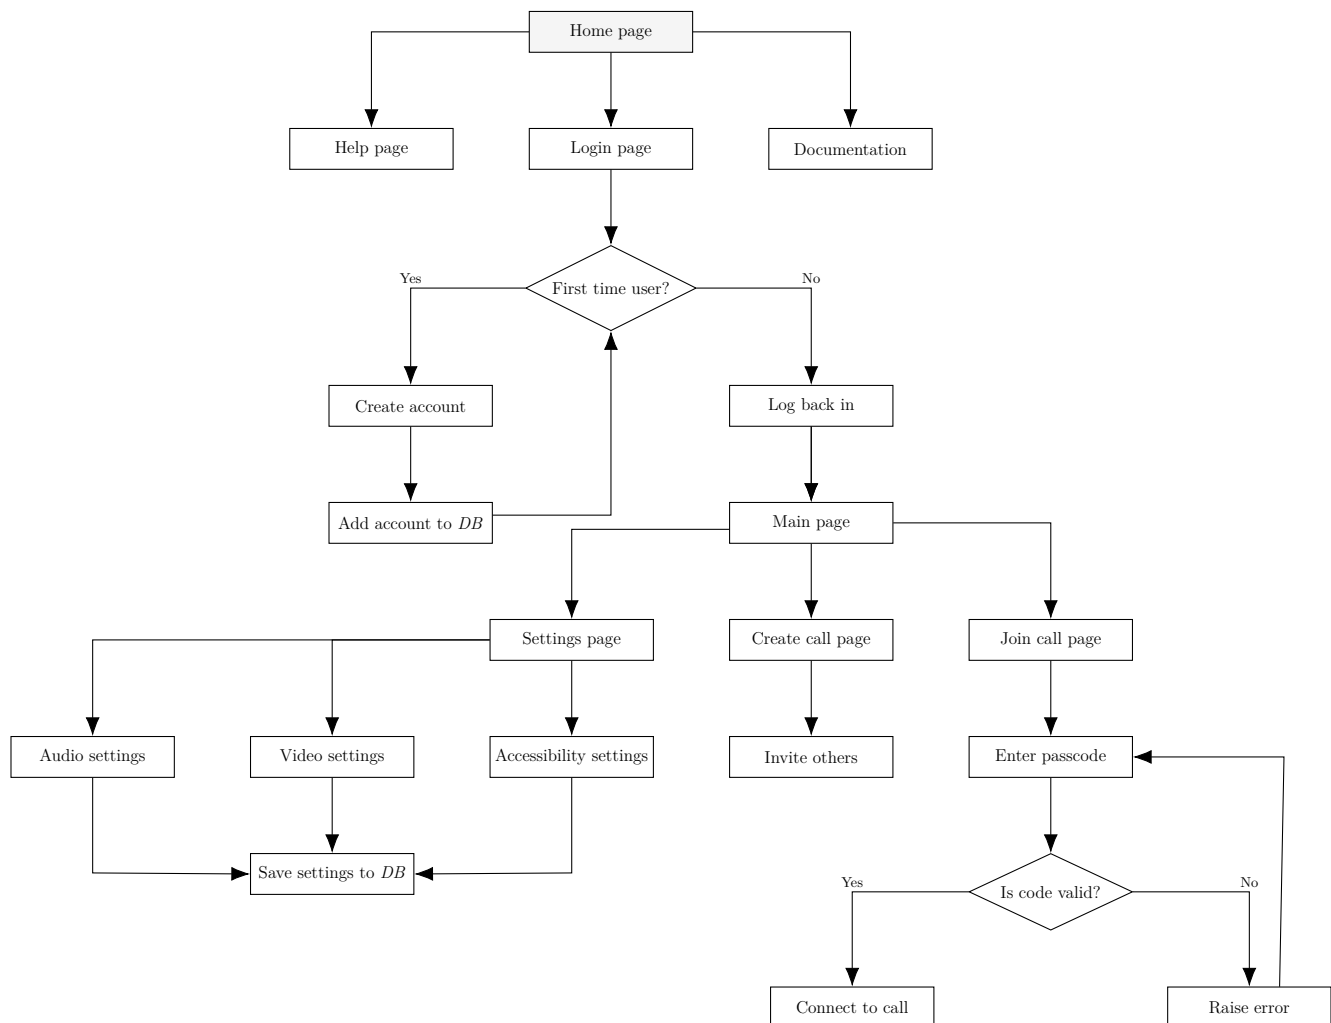 Home page
Help page
Login page
Documentation
First time user?
Yes
No
Create account
Log back in
Add account to DB
Main page
Settings page
Create call page
Join call page
Audio settings
Video settings
Accessibility settings
Invite others
Enter passcode
Save settings to DB
Is code valid?
Yes
No
Connect to call
Raise error